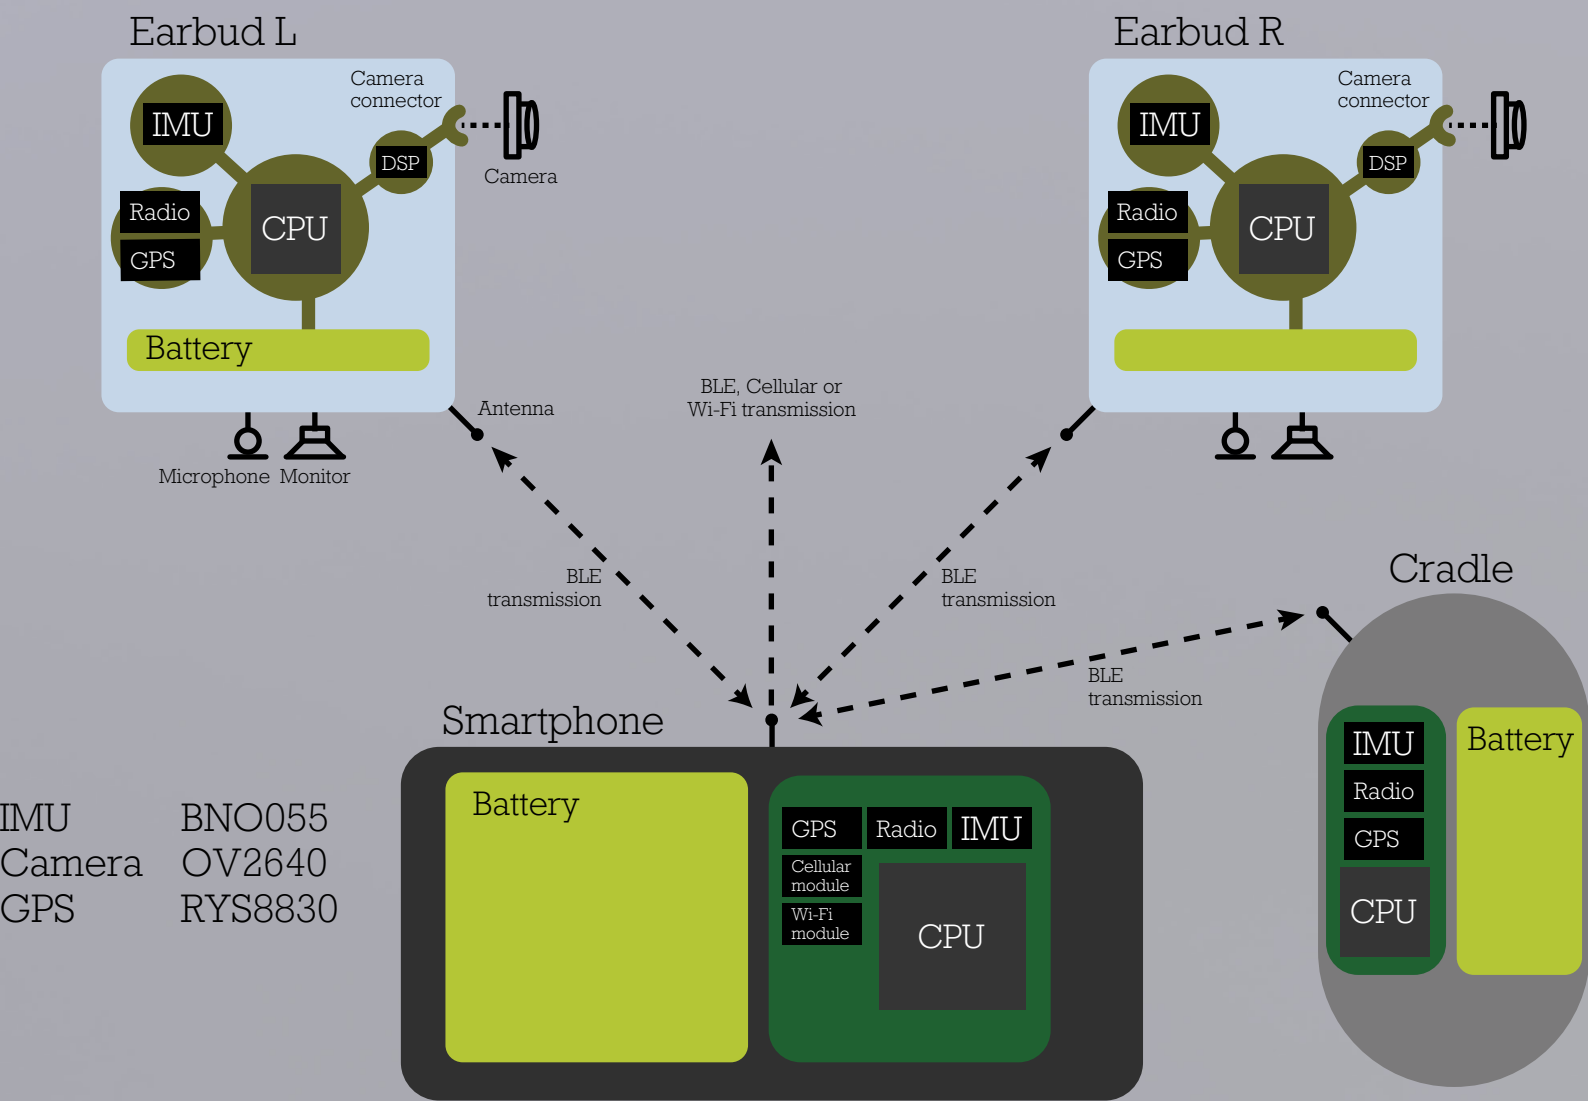 Earbud L
Camera
connector
IMU
DSP
Camera
Radio
CPU
GPS
Battery
Antenna
Microphone
Monitor
Earbud R
Camera
connector
IMU
DSP
Radio
CPU
GPS
BLE, Cellular or
Wi-Fi transmission
BLE
transmission
BLE
transmission
BLE
transmission
Cradle
IMU
Battery
Radio
GPS
CPU
Smartphone
Battery
GPS
Radio
IMU
Cellular
module
Wi-Fi
module
CPU
IMU BNO055
Camera OV2640
GPS RYS8830